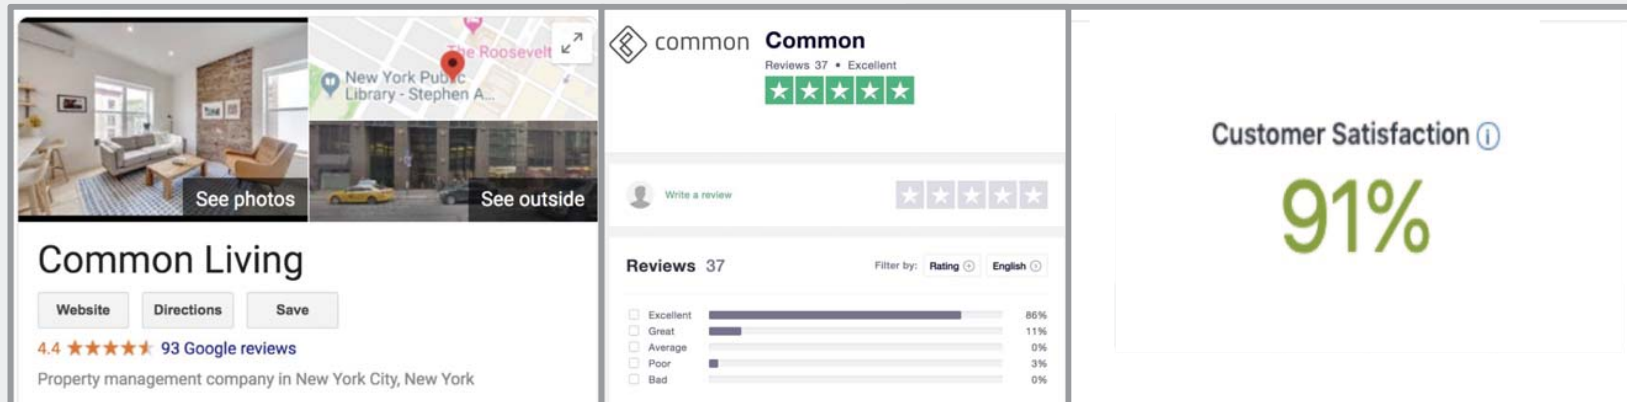 The Roosevelt
New York Public
Library - Stephen A...
See photos
See outside
Common Living
Website
Directions
Save
4.4
93 Google reviews
Property management company in New York City, New York
common
Common
Reviews 37 • Excellent
Write a review
Reviews 37
Filter by: Rating English
Excellent 86%
Great 11%
Average 0%
Poor 3%
Bad 0%
Customer Satisfaction i
91%